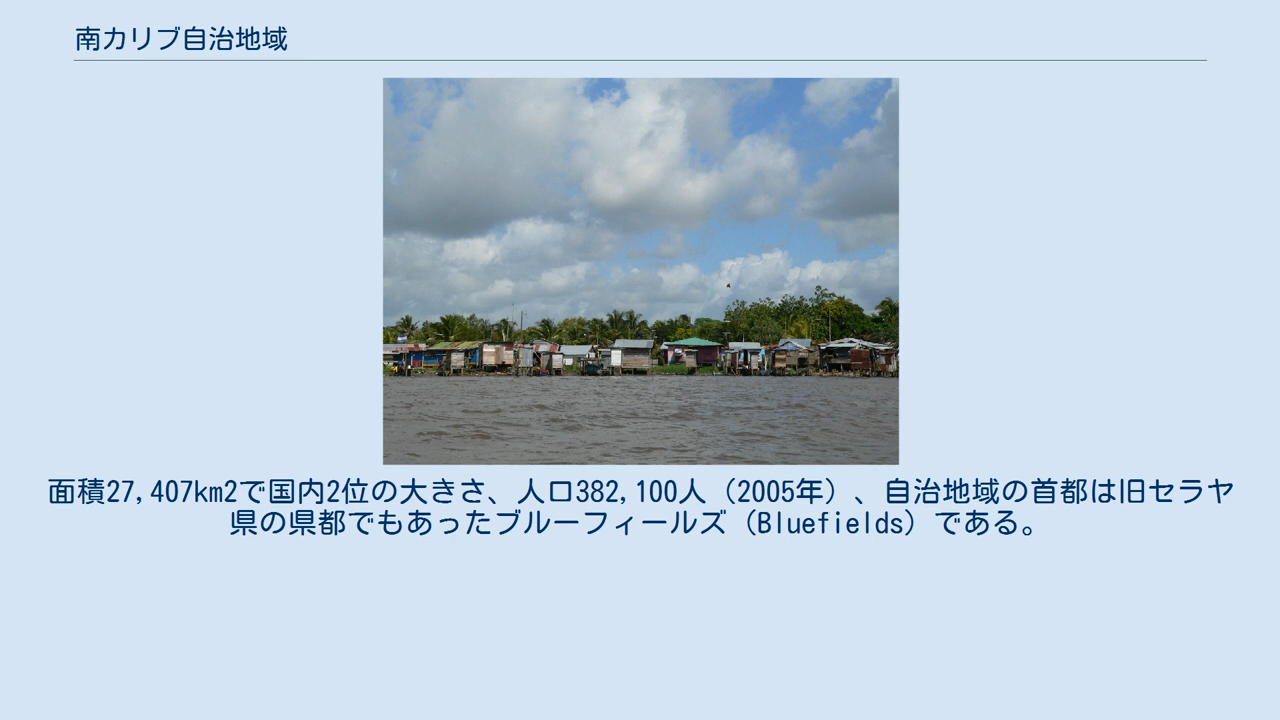 南カリブ自治地域
面積27,407km2で国内2位の大きさ、人口382,100人（2005年）、自治地域の首都は旧セラヤ
県の県都でもあったブルーフィールズ（Bluefields）である。